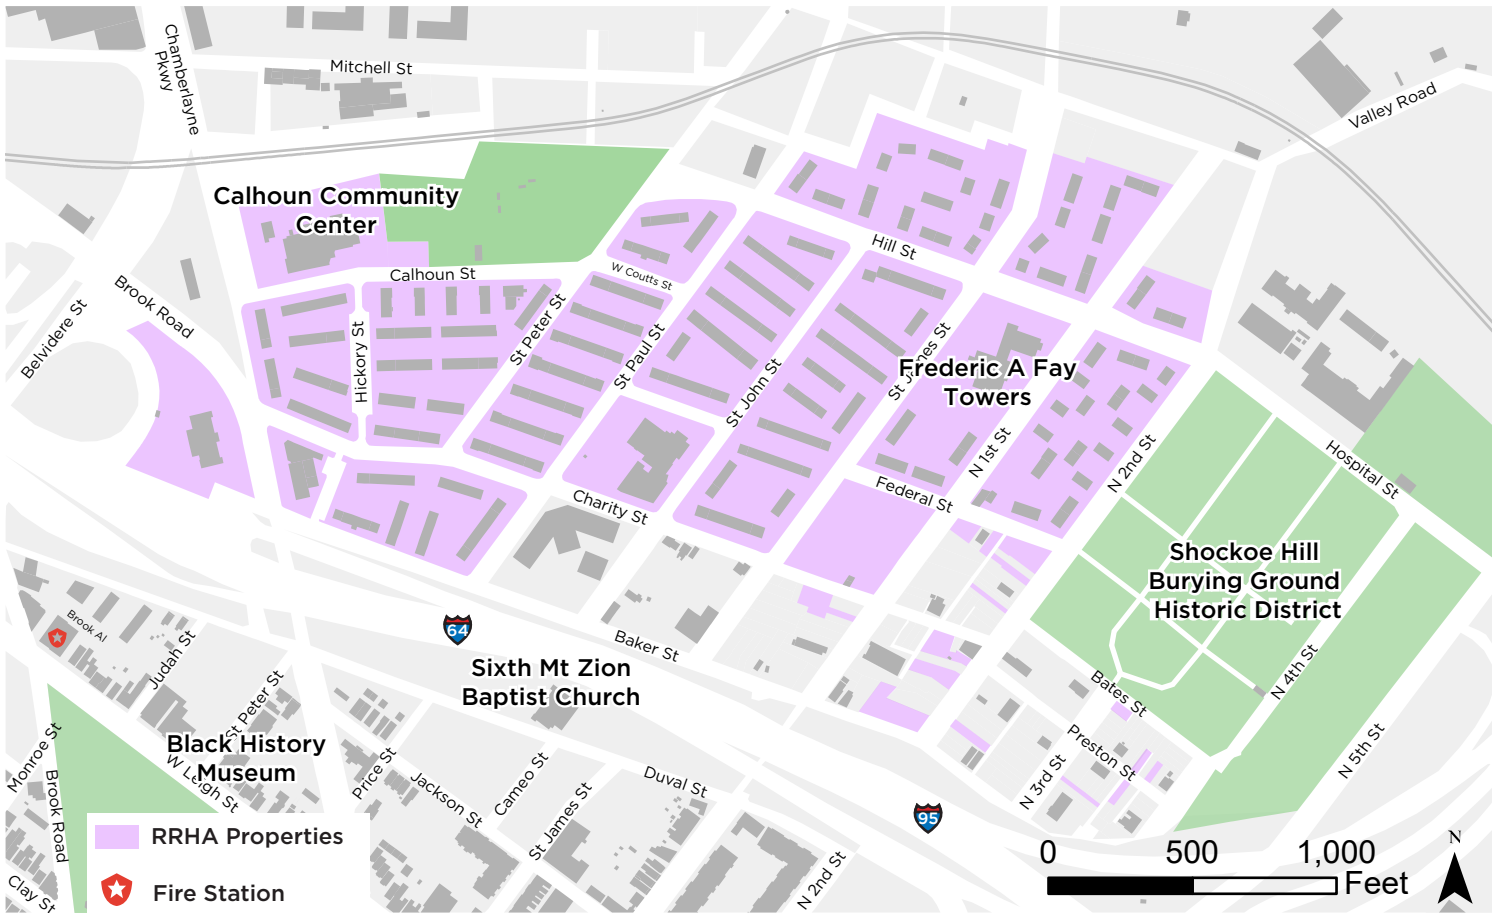 Chamberlayne
Pkwy
Mitchell St
Valley Road
Calhoun Community
Center
Hill St
W Coutts St
Calhoun St
Brook Road
Belvidere St
Hickory St
St Peter St
St Paul St
St John St
St James St
Frederic A Fay
Towers
N 1st St
N 2nd St
Hospital St
Federal St
Charity St
Shockoe Hill
Burying Ground
Historic District
Brook Al
Judah St
64
Baker St
Sixth Mt Zion
Baptist Church
St Peter St
Bates St
N 4th St
N 5th St
Black History
Museum
Monroe St
Brook Road
W Leigh St
Price St
Jackson St
Cameo St
St James St
Duval St
Preston St
N 3rd St
95
N 2nd St
Clay St
RRHA Properties
Fire Station
0 500 1,000
Feet
N